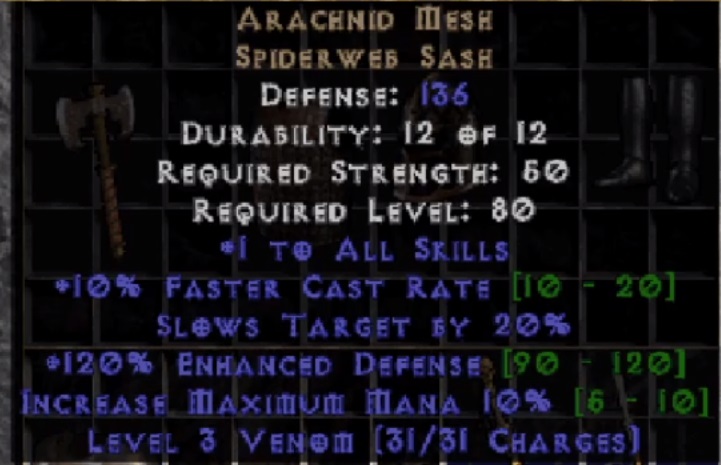 Arachnid Mesh
Spiderweb Sash
Defense: 136
Durability: 12 of 12
Required Strength: 50
Required Level: 80
+1 to All Skills
+10% Faster Cast Rate [10 - 20]
Slows Target by 20%
+120% Enhanced Defense [90 - 120]
Increase Maximum Mana 10% [5 - 10]
Level 3 Venom (31/31 Charges)